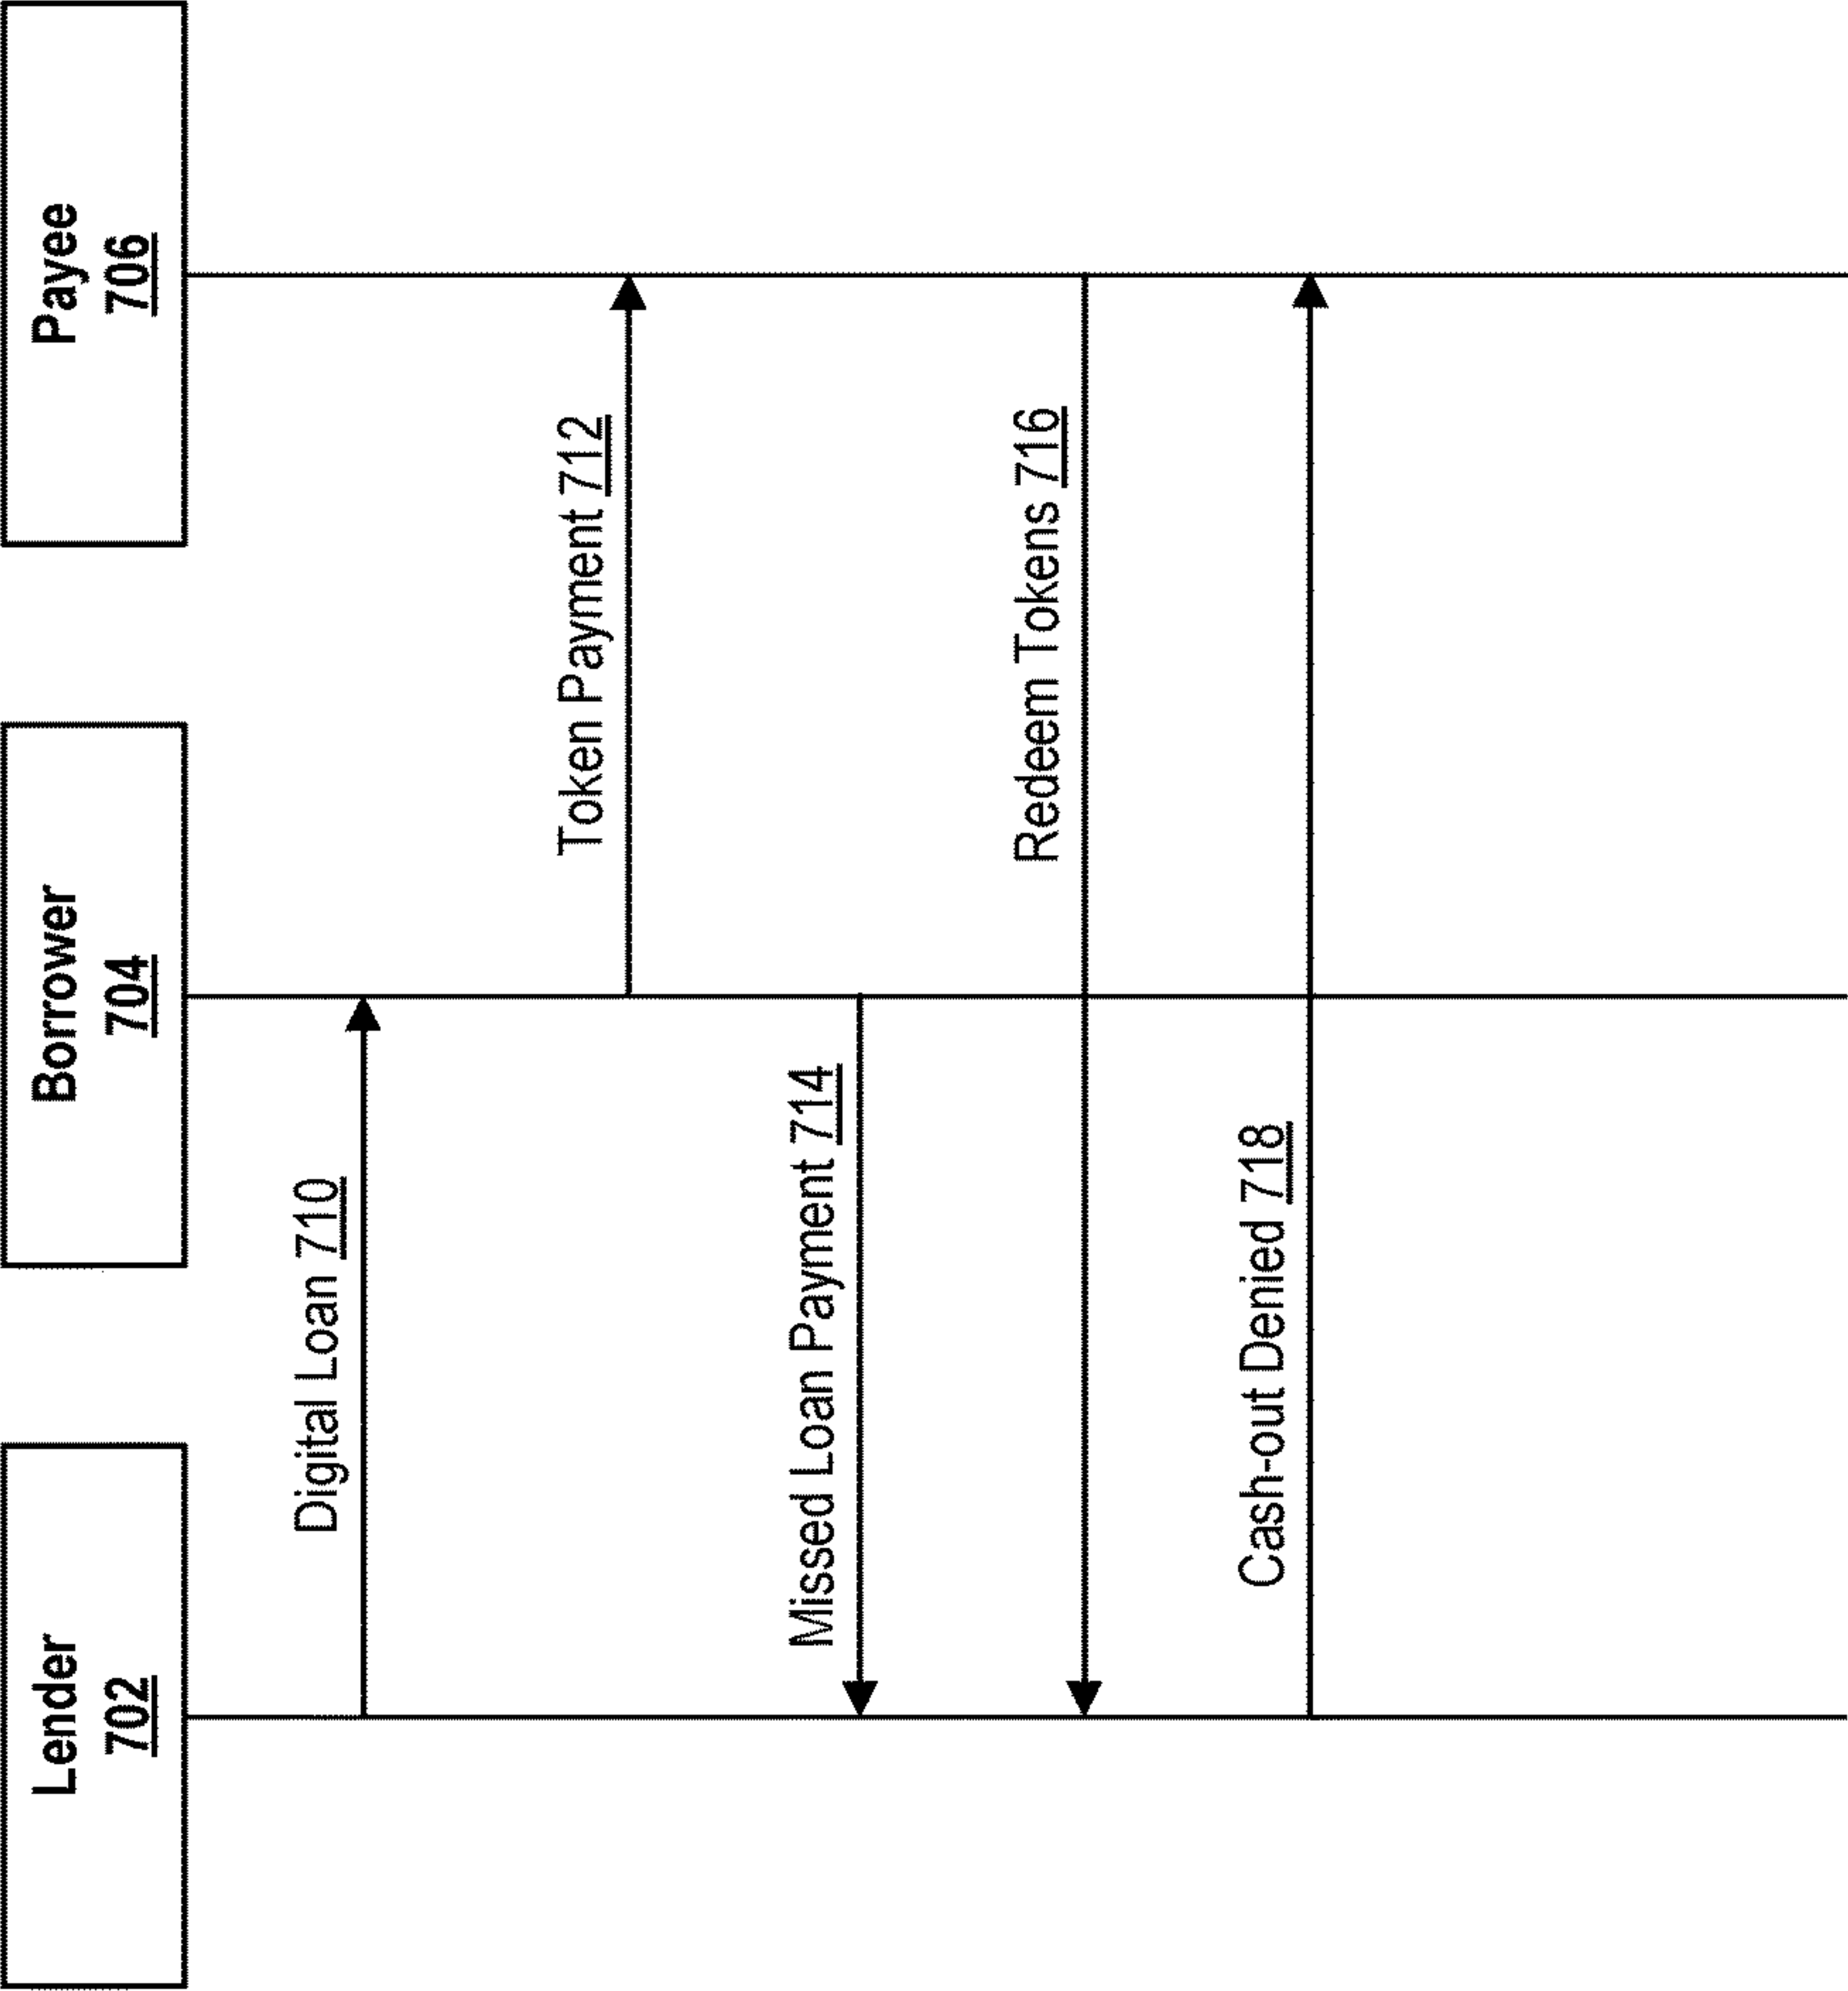 Lender
702
Borrower
704
Payee
706
Digital Loan 710
Token Payment 712
Missed Loan Payment 714
Redeem Tokens 716
Cash-out Denied 718